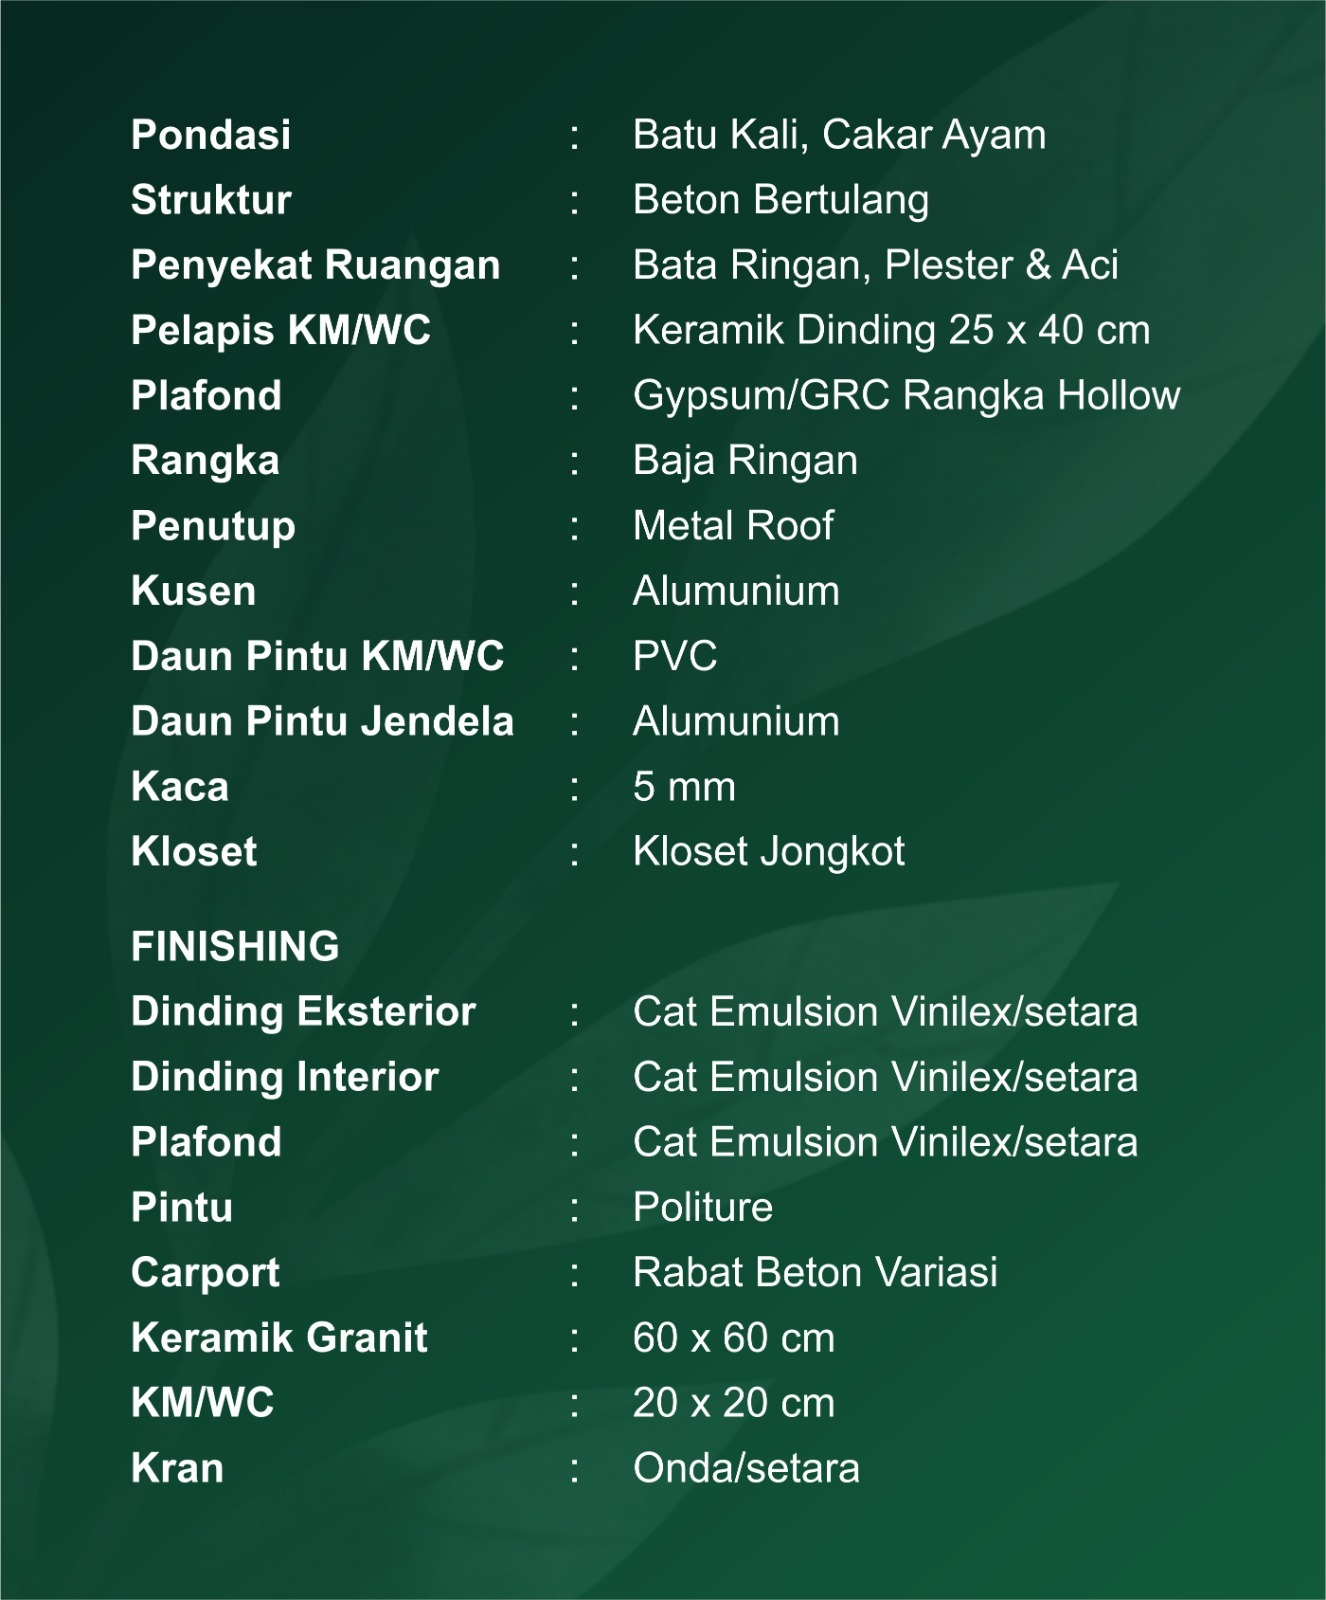 Pondasi : Batu Kali, Cakar Ayam
Struktur : Beton Bertulang
Penyekat Ruangan : Bata Ringan, Plester & Aci
Pelapis KM/WC : Keramik Dinding 25 x 40 cm
Plafond : Gypsum/GRC Rangka Hollow
Rangka : Baja Ringan
Penutup : Metal Roof
Kusen : Alumunium
Daun Pintu KM/WC : PVC
Daun Pintu Jendela : Alumunium
Kaca : 5 mm
Kloset : Kloset Jongkot
FINISHING
Dinding Eksterior : Cat Emulsion Vinilex/setara
Dinding Interior : Cat Emulsion Vinilex/setara
Plafond : Cat Emulsion Vinilex/setara
Pintu : Politure
Carport : Rabat Beton Variasi
Keramik Granit : 60 x 60 cm
KM/WC : 20 x 20 cm
Kran : Onda/setara